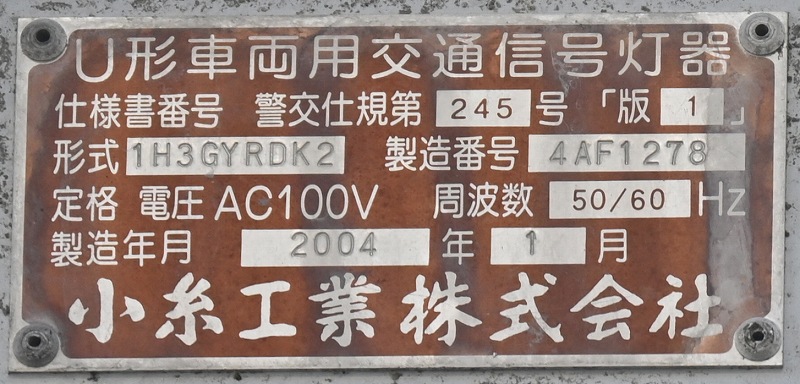 U形車両用交通信号灯器
仕様書番号 警交仕規第 245 号 「版 1 」
形式 1H3GYRDK2 製造番号 4AF1278
定格 電圧 AC100V 周波数 50/60 Hz
製造年月 2004 年 1 月
小糸工業株式会社